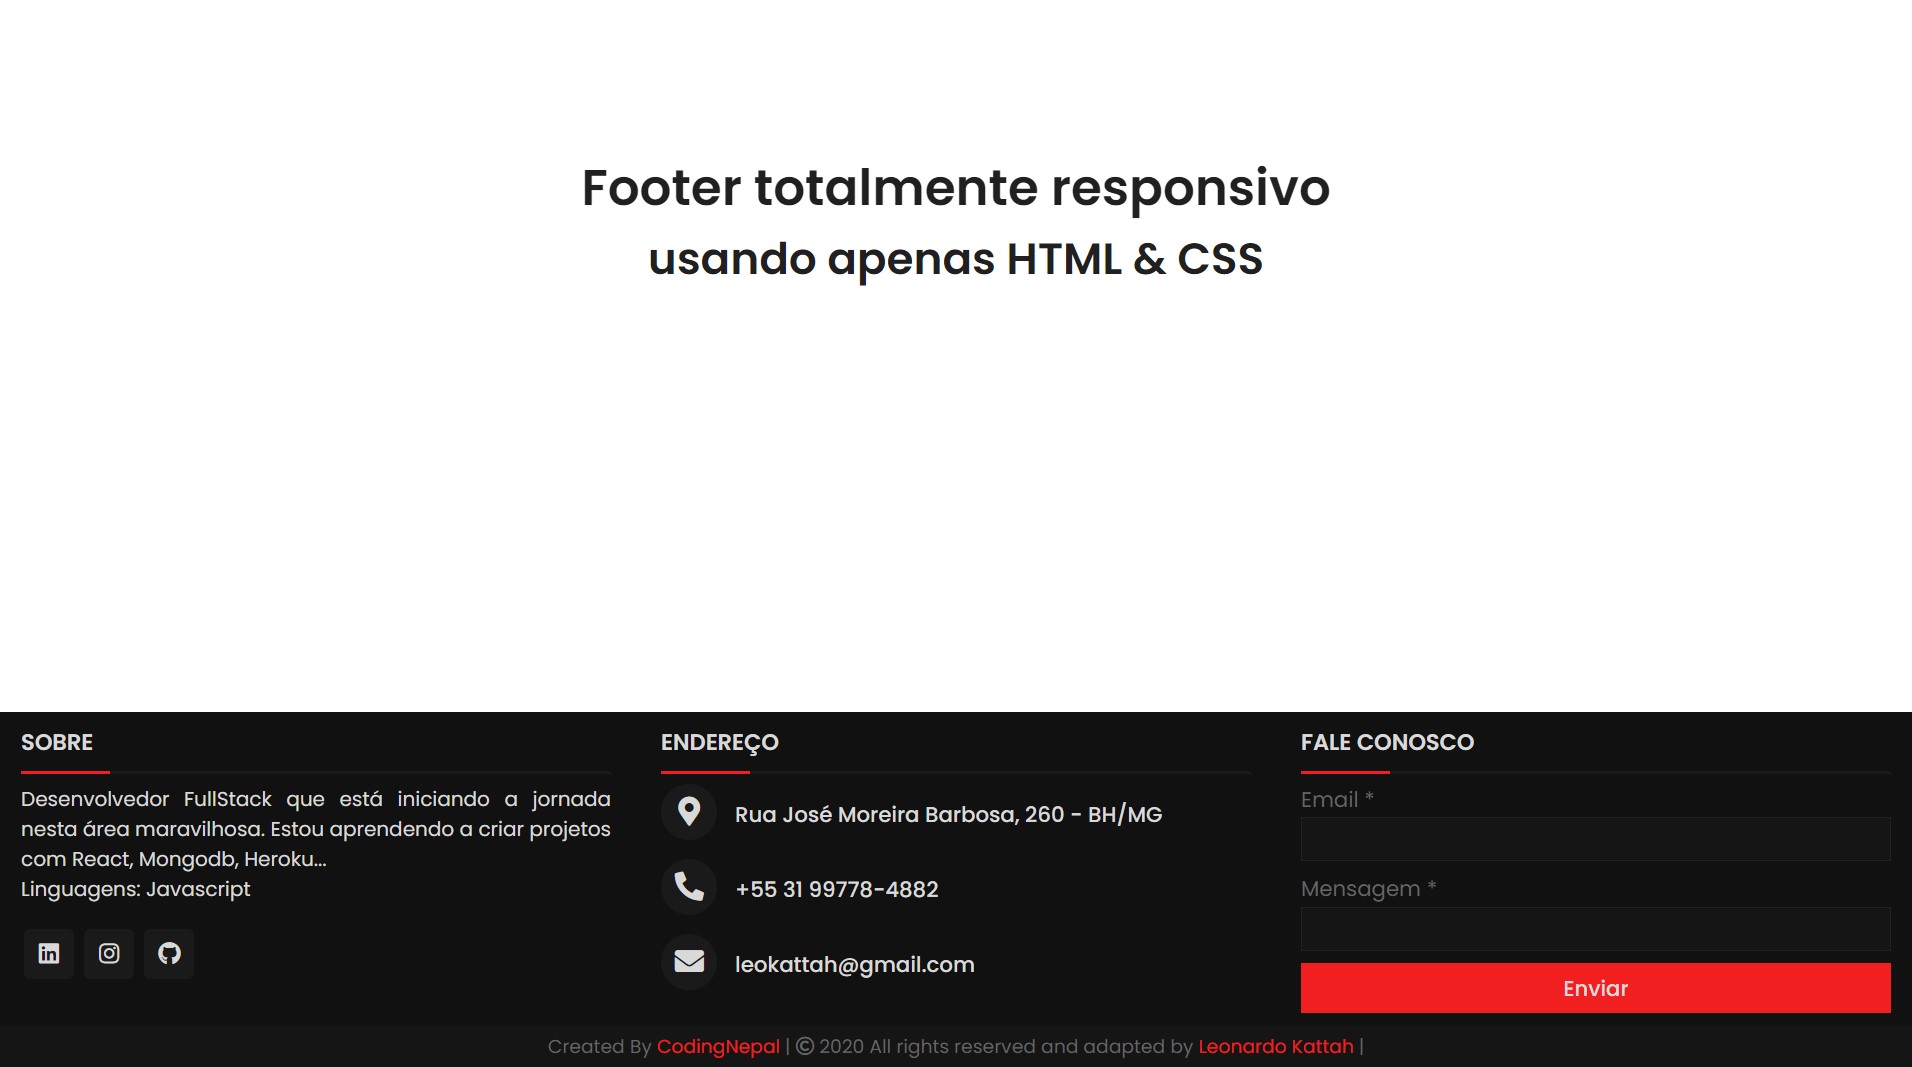 Footer totalmente responsivo
usando apenas HTML & CSS
SOBRE
Desenvolvedor FullStack que está iniciando a jornada
nesta área maravilhosa. Estou aprendendo a criar projetos
com React, Mongodb, Heroku...
Linguagens: Javascript
ENDEREÇO
Rua José Moreira Barbosa, 260 - BH/MG
+55 31 99778-4882
leokattah@gmail.com
FALE CONOSCO
Email *
Mensagem *
Enviar
Created By CodingNepal | © 2020 All rights reserved and adapted by Leonardo Kattah |